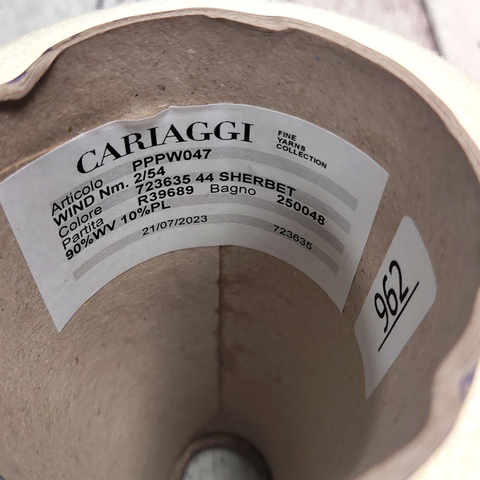 CARIAGGI
FINE
YARNS
COLLECTION
Articolo PPPW047
WIND Nm. 2/54
Colore 723635 44 SHERBET
Partita R39689 Bagno 250048
90%WV 10%PL
21/07/2023 723635
962